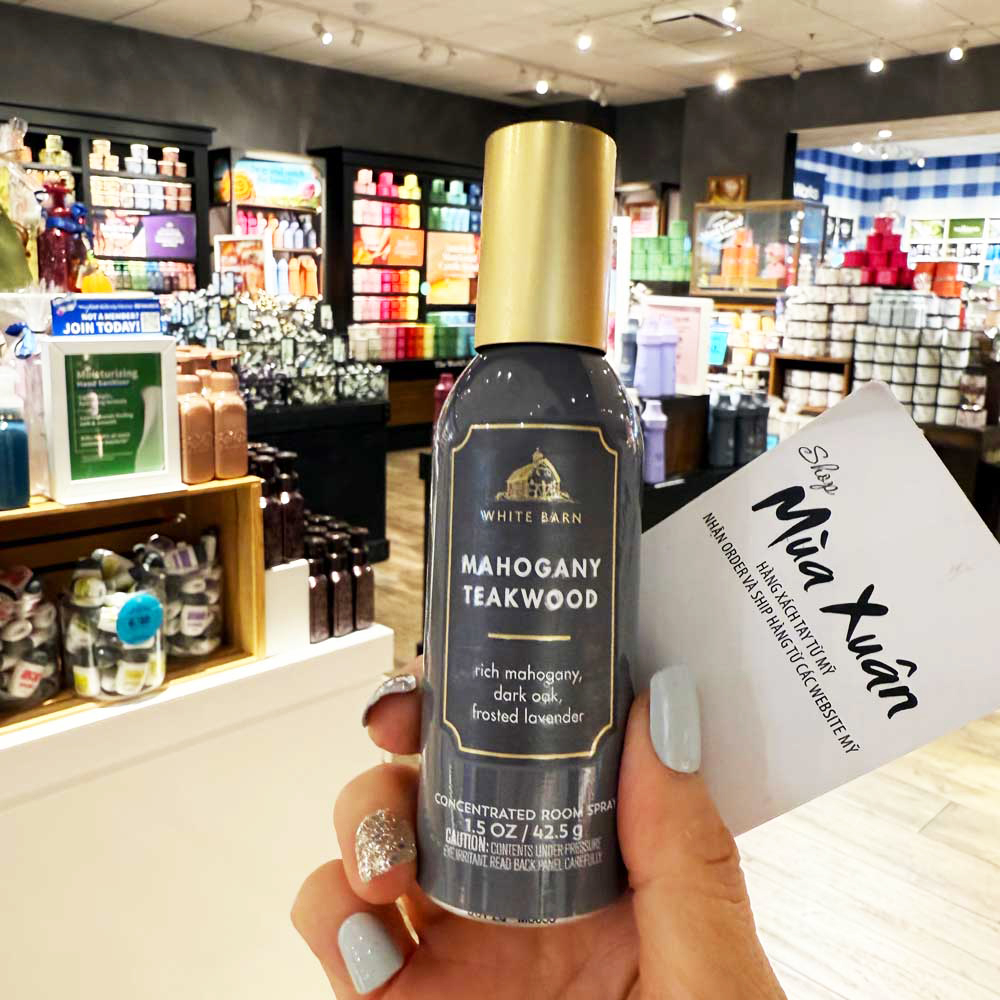 NOT A MEMBER?
JOIN TODAY!
Moisturizing
Hand Sanitizer
WHITE BARN
MAHOGANY
TEAKWOOD
rich mahogany,
dark oak,
frosted lavender
CONCENTRATED ROOM SPRAY
1.5 OZ / 42.5 g
CAUTION: CONTENTS UNDER PRESSURE
EYE IRRITANT. READ BACK PANEL CAREFULLY.
Shop
Mùa Xuân
HÀNG XÁCH TAY TỪ MỸ
NHẬN ORDER VÀ SHIP HÀNG TỪ CÁC WEBSITE MỸ